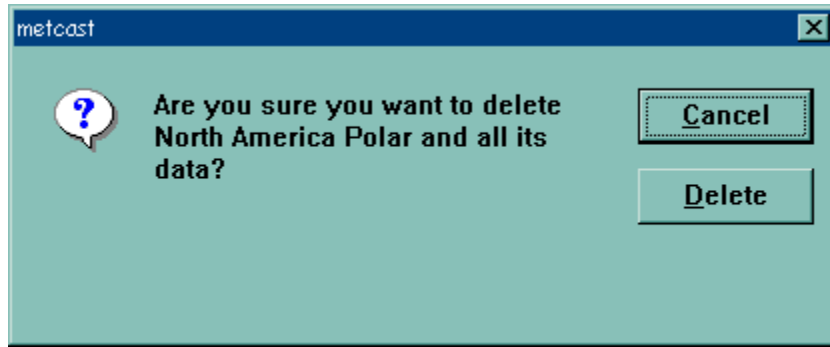 metcast
Are you sure you want to delete
North America Polar and all its
data?
Cancel
Delete